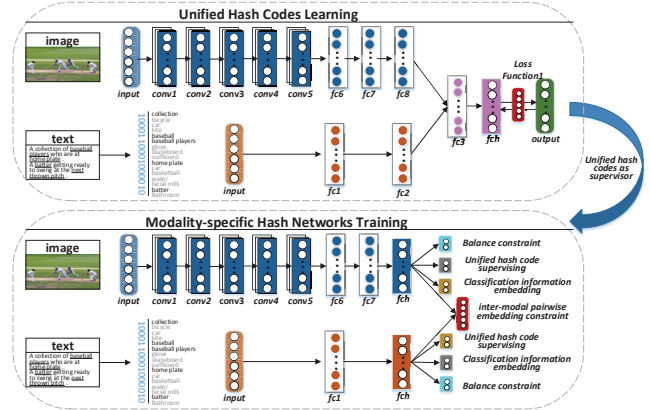 Unified Hash Codes Learning
image
input
conv1
conv2
conv3
conv4
conv5
fc6
fc7
fc8
fc3
fch
Loss
Function1
output
text
A collection of baseball
players who are at
home plate .
A batter getting ready
to swing at the next
thrown pitch .
collection
bicycle
car
kite
baseball
baseball players
glove
skateboard
surfboard
home plate
car
basketball
water
facial milk
batter
Bathroom
input
fc1
fc2
Unified hash
codes as
supervisor
Modality-specific Hash Networks Training
image
input
conv1
conv2
conv3
conv4
conv5
fc6
fc7
fch
Balance constraint
Unified hash code
supervising
Classification information
embedding
inter-modal pairwise
embedding constraint
Unified hash code
supervising
Classification information
embedding
Balance constraint
text
A collection of baseball
players who are at
home plate .
A batter getting ready
to swing at the next
thrown pitch .
collection
bicycle
car
kite
baseball
baseball players
glove
skateboard
surfboard
home plate
car
basketball
water
facial milk
batter
Bathroom
input
fc1
fch